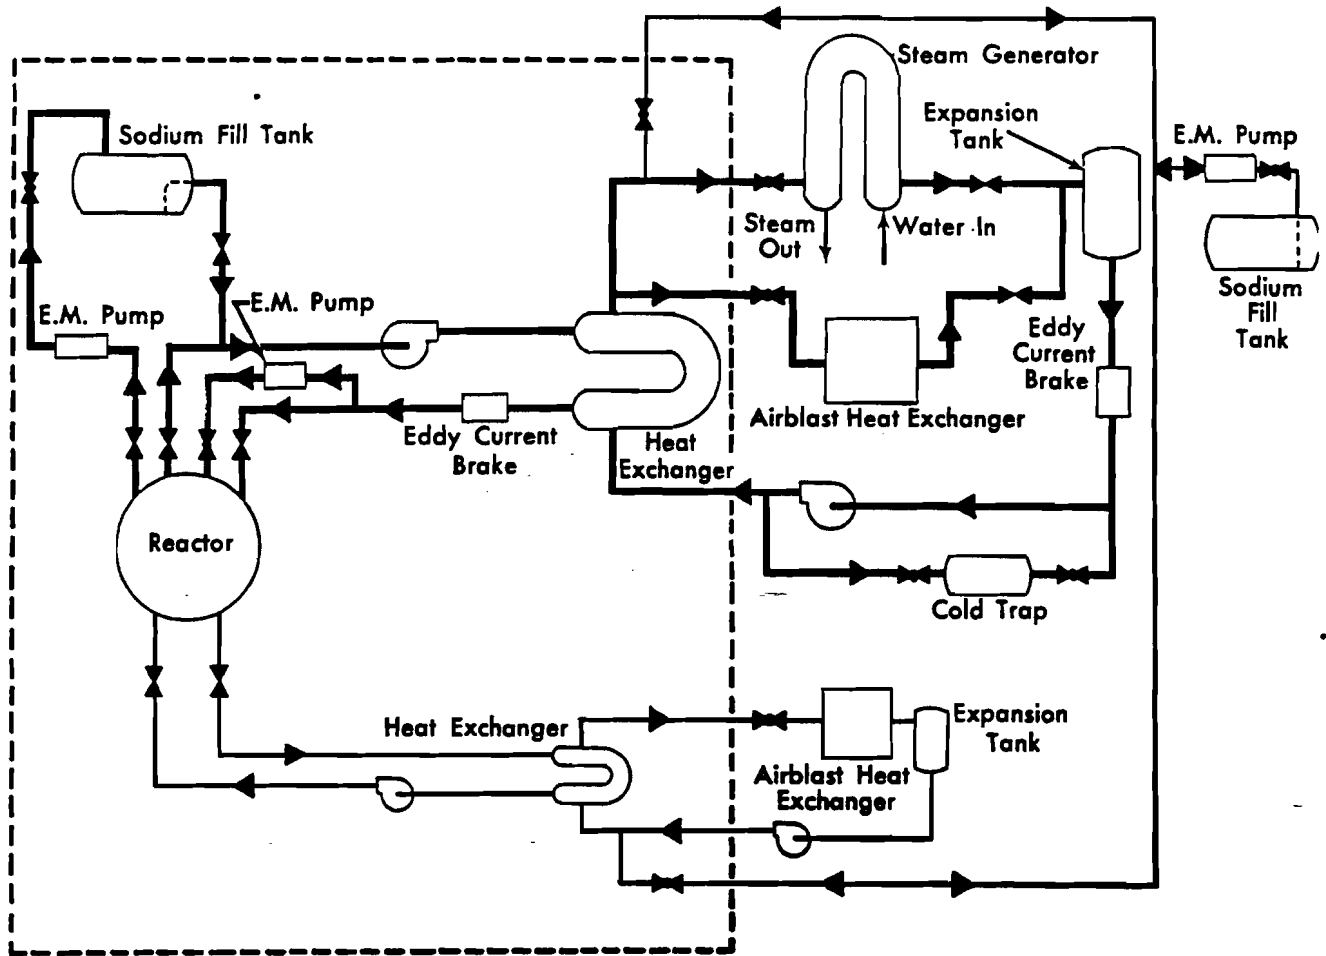 Steam Generator
Expansion
Tank
E.M. Pump
Sodium Fill Tank
Steam
Out
Water In
Sodium
Fill
Tank
E.M. Pump
E.M. Pump
Eddy
Current
Brake
Airblast Heat Exchanger
Eddy Current
Brake
Heat
Exchanger
Reactor
Cold Trap
Heat Exchanger
Expansion
Tank
Airblast Heat
Exchanger